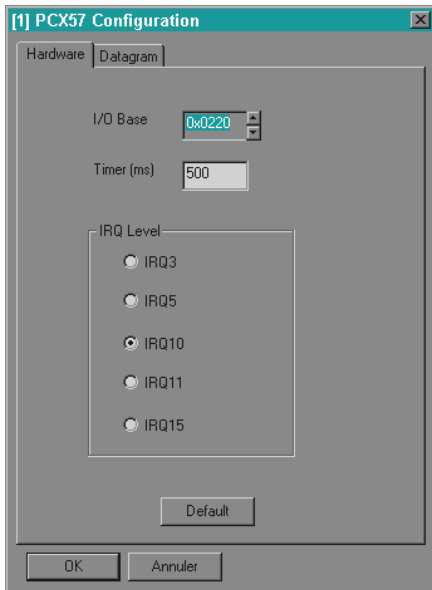 [1] PCX57 Configuration
Hardware Datagram
I/O Base 0x0220
Timer (ms) 500
IRQ Level
IRQ3
IRQ5
IRQ10
IRQ11
IRQ15
Default
OK Annuler